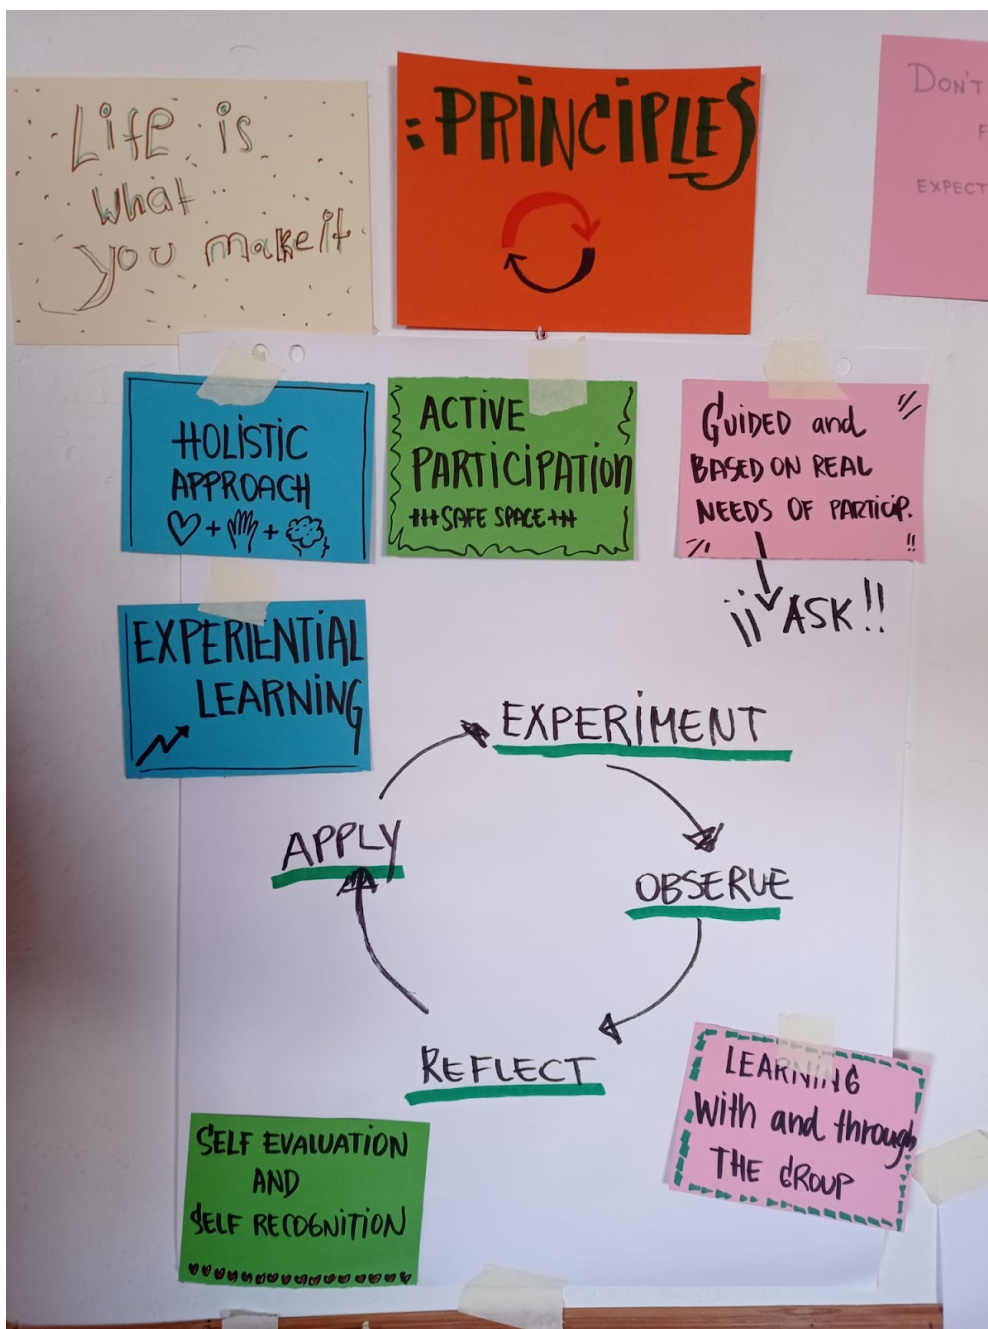 Life is
what
you make it
:PRINCIPLES
DON'T
F
EXPECT
HOLISTIC
APPROACH
+ +
ACTIVE
PARTICIPATION
+++SAFE SPACE+++
GUIDED and
BASED ON REAL
NEEDS OF PARTICIP.
!!
¡¡ ASK!!
EXPERIENTIAL
LEARNING
EXPERIMENT
APPLY
OBSERVE
REFLECT
LEARNING
With and through
THE GROUP
SELF EVALUATION
AND
SELF RECOGNITION